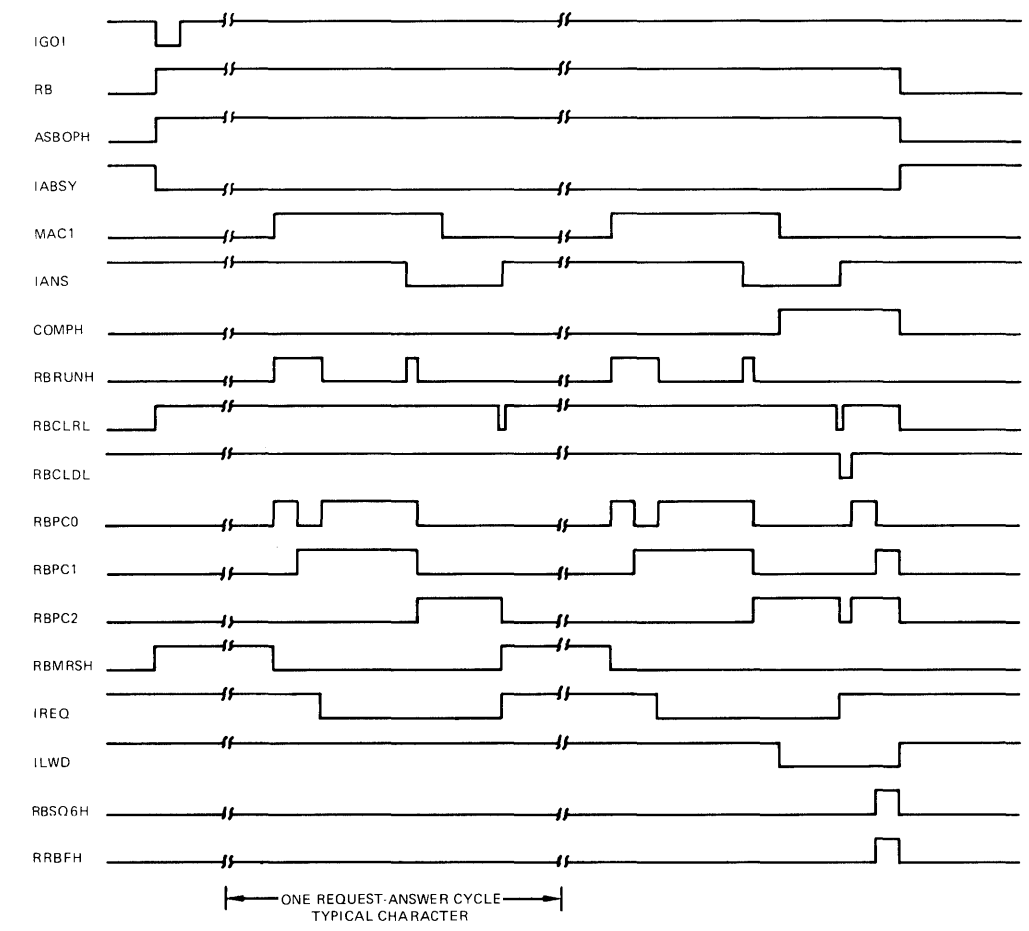 IGO1
RB
ASBOPH
IABSY
MAC1
IANS
COMPH
RBRUNH
RBCLRL
RBCLDL
RBPC0
RBPC1
RBPC2
RBMRSH
IREQ
ILWD
RBSQ6H
RRBFH
ONE REQUEST-ANSWER CYCLE
TYPICAL CHARACTER